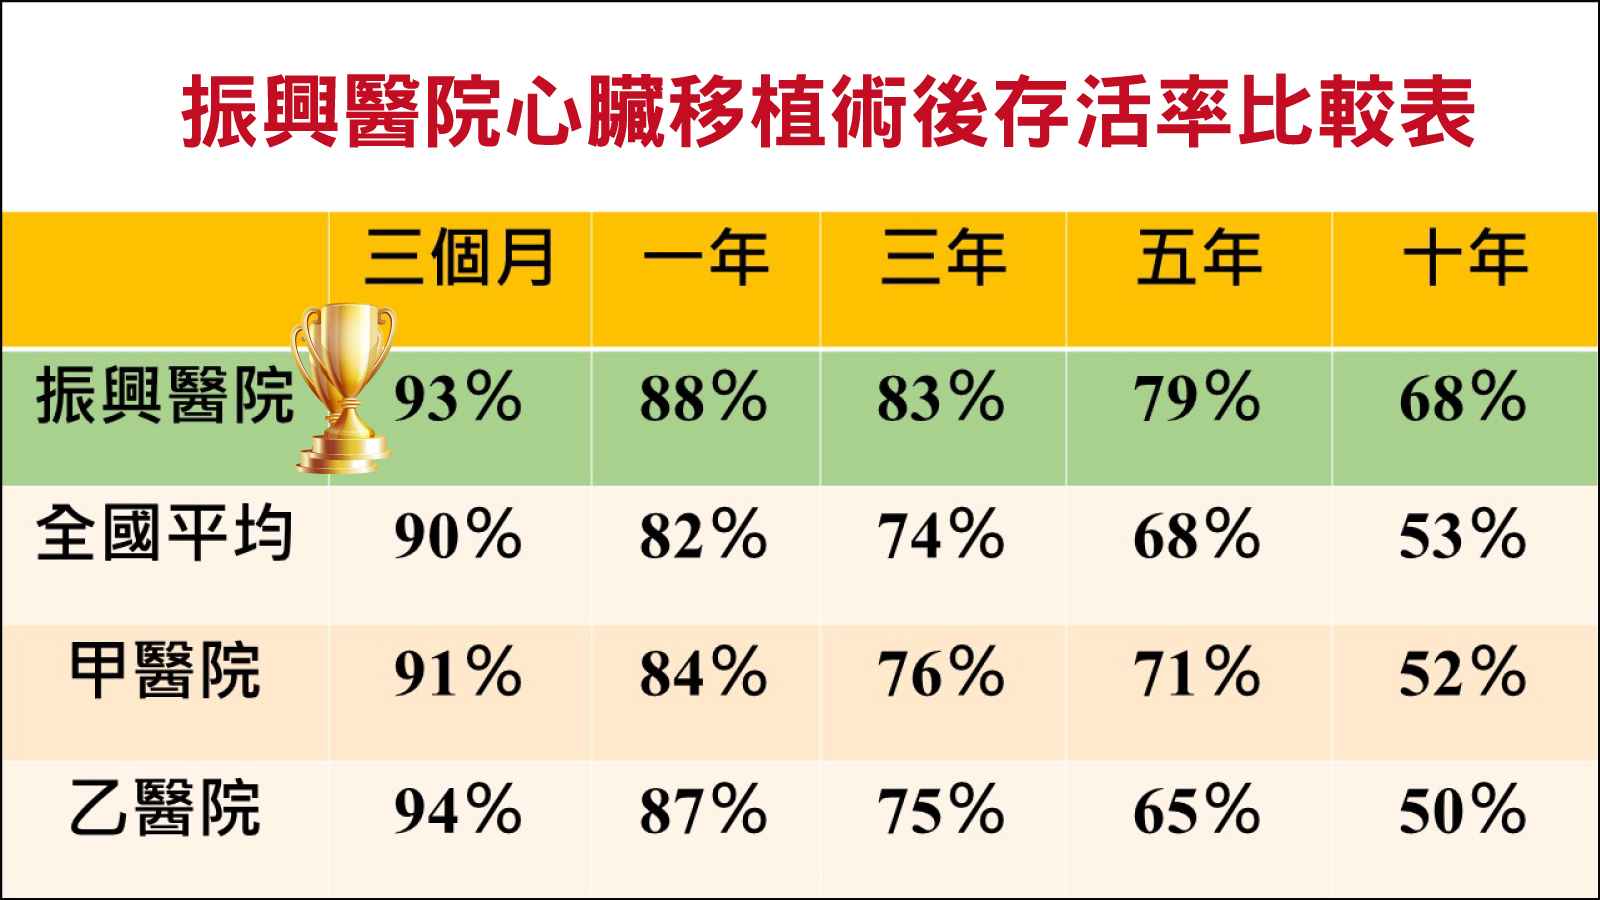 振興醫院心臟移植術後存活率比較表
三個月 一年 三年 五年 十年
振興醫院 93% 88% 83% 79% 68%
全國平均 90% 82% 74% 68% 53%
甲醫院 91% 84% 76% 71% 52%
乙醫院 94% 87% 75% 65% 50%